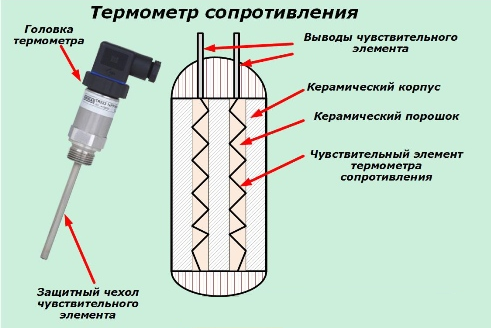 Термометр сопротивления
Головка
термометра
Выводы чувствительного
элемента
Керамический корпус
Керамический порошок
Чувствительный элемент
термометра
сопротивления
Защитный чехол
чувствительного
элемента